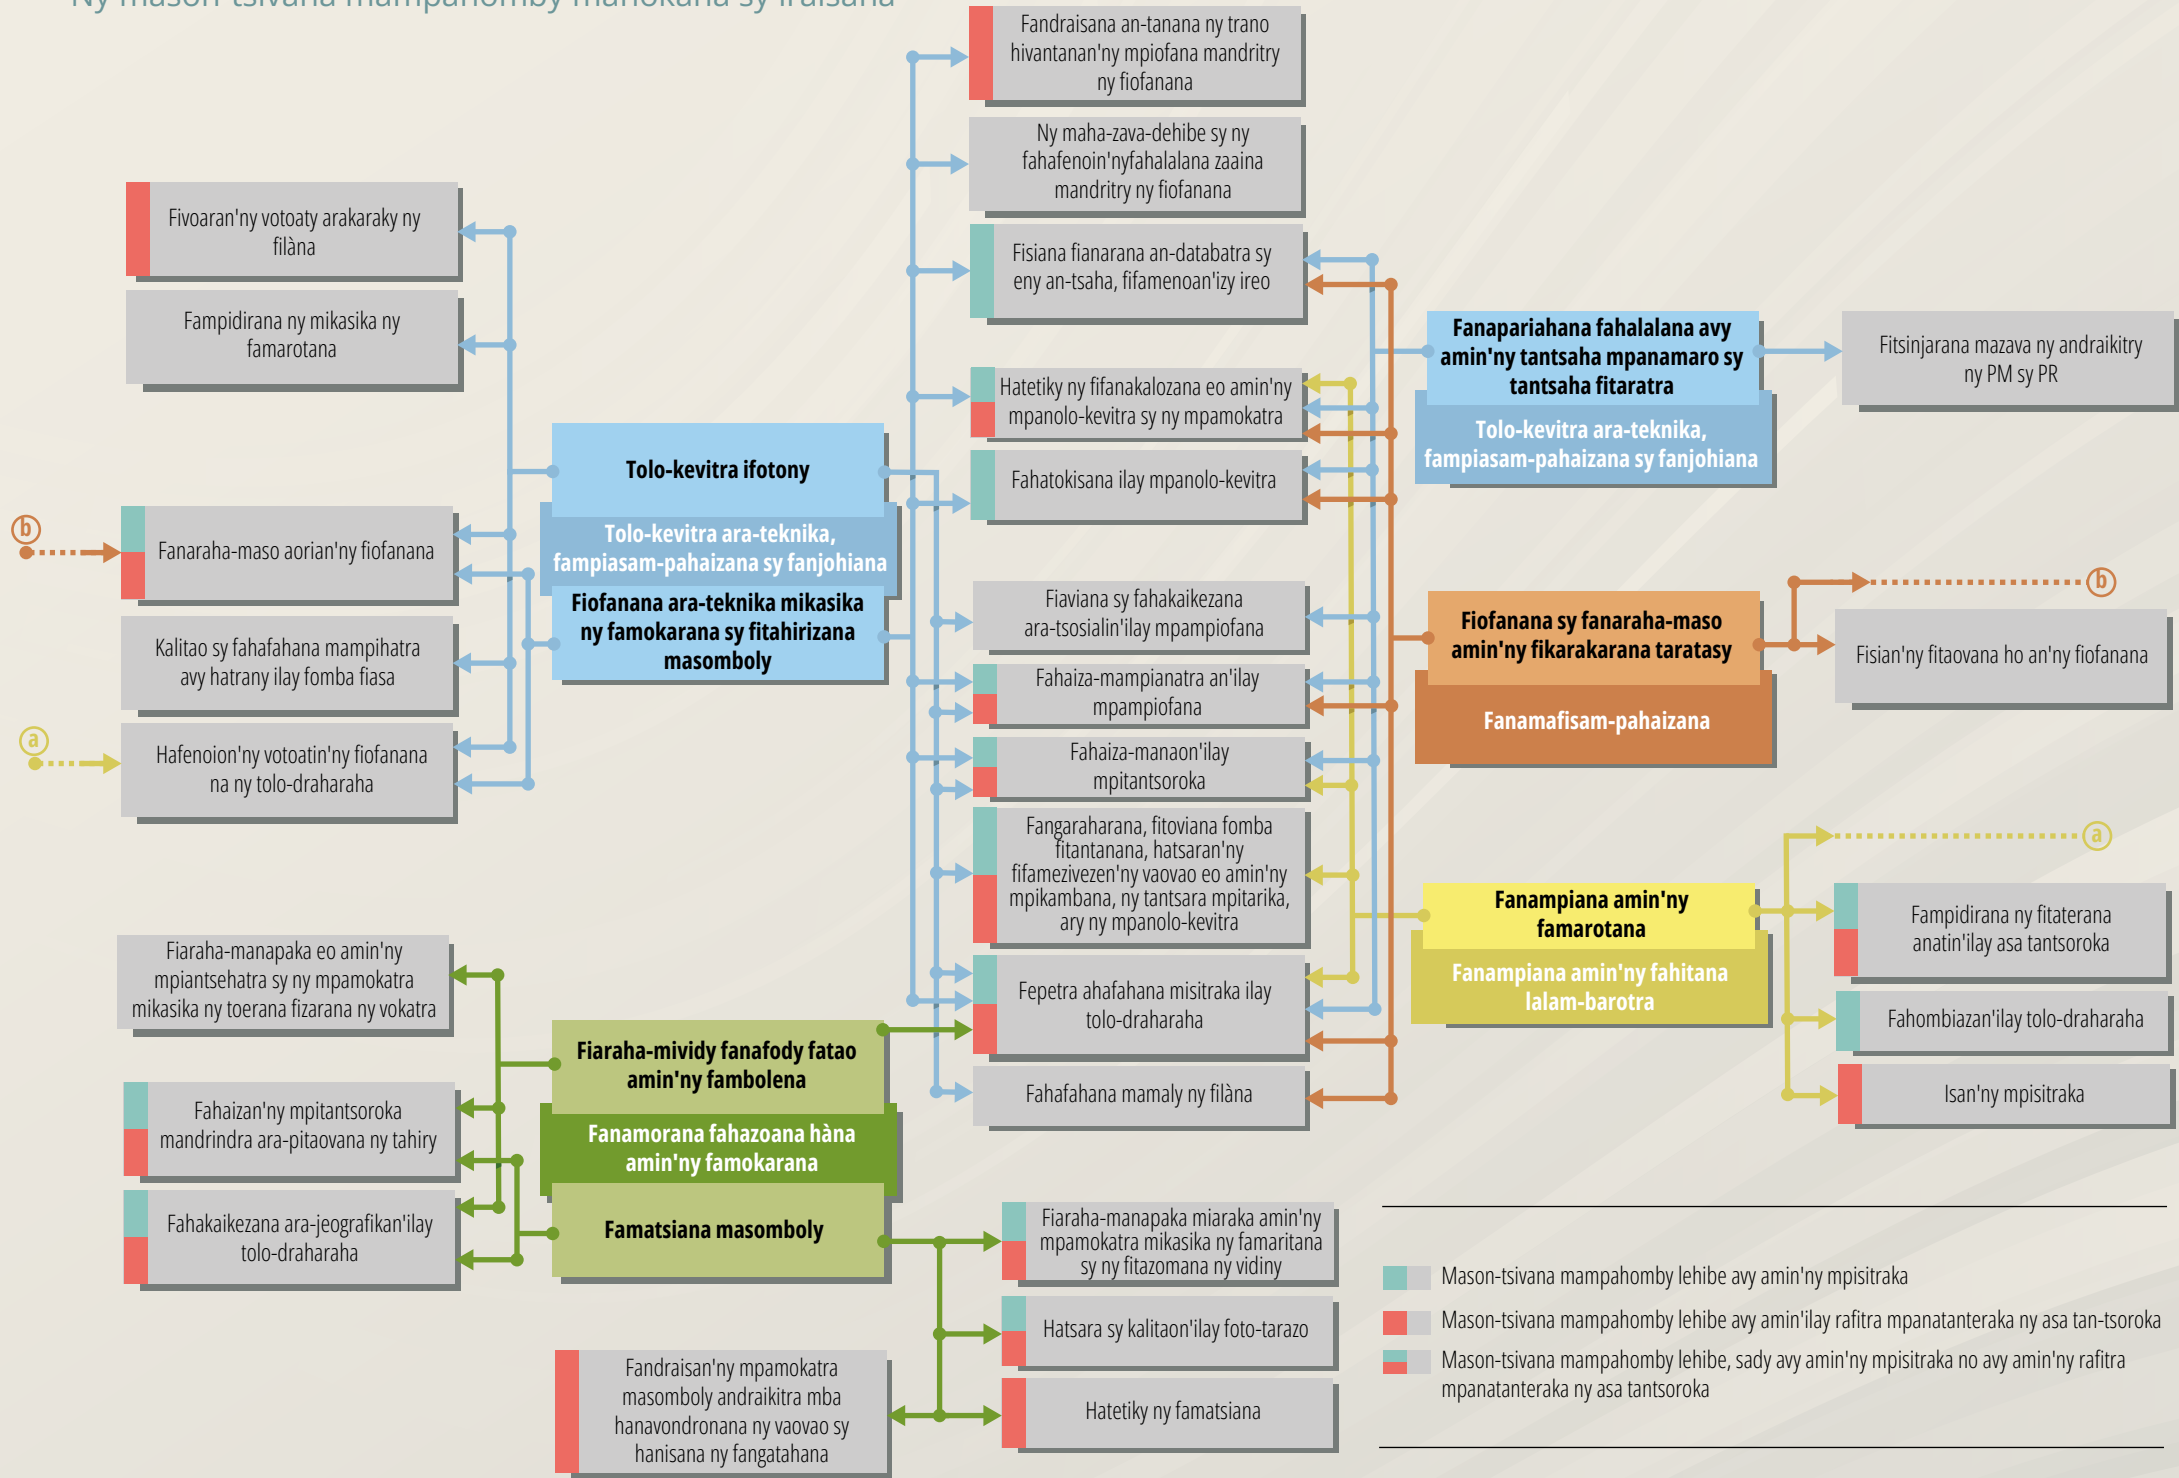 Ny mason-tsivana mampahomby manokana sy iraisana
Fandraisana an-tanana ny trano
hivantanan'ny mpiofana mandritry
ny fiofanana
Ny maha-zava-dehibe sy ny
fahafenoin'nyfahalalana zaaina
mandritry ny fiofanana
Fisiana fianarana an-databatra sy
eny an-tsaha, fifamenoan'izy ireo
Hatetiky ny fifanakalozana eo amin'ny
mpanolo-kevitra sy ny mpamokatra
Fahatokisana ilay mpanolo-kevitra
Fiaviana sy fahakaikezana
ara-tsosialin'ilay mpampiofana
Fahaiza-mampianatra an'ilay
mpampiofana
Fahaiza-manaon'ilay
mpitantsoroka
Fangaraharana, fitoviana fomba
fitantanana, hatsaran'ny
fifamezivezen'ny vaovao eo amin'ny
mpikambana, ny tantsara mpitarika,
ary ny mpanolo-kevitra
Fepetra ahafahana misitraka ilay
tolo-draharaha
Fahafahana mamaly ny filàna
Fivoaran'ny votoaty arakaraky ny
filàna
Fampidirana ny mikasika ny
famarotana
b
Fanaraha-maso aorian'ny fiofanana
Kalitao sy fahafahana mampihatra
avy hatrany ilay fomba fiasa
a
Hafenoion'ny votoatin'ny fiofanana
na ny tolo-draharaha
Tolo-kevitra ifotony
Tolo-kevitra ara-teknika,
fampiasam-pahaizana sy fanjohiana
Fiofanana ara-teknika mikasika
ny famokarana sy fitahirizana
masomboly
Fanapariahana fahalalana avy
amin'ny tantsaha mpanamaro sy
tantsaha fitaratra
Tolo-kevitra ara-teknika,
fampiasam-pahaizana sy fanjohiana
Fitsinjarana mazava ny andraikitry
ny PM sy PR
Fiofanana sy fanaraha-maso
amin'ny fikarakarana taratasy
Fanamafisam-pahaizana
b
Fisian'ny fitaovana ho an'ny fiofanana
Fanampiana amin'ny
famarotana
Fanampiana amin'ny fahitana
lalam-barotra
a
Fampidirana ny fitaterana
anatin'ilay asa tantsoroka
Fahombiazan'ilay tolo-draharaha
Isan'ny mpisitraka
Fiaraha-manapaka eo amin'ny
mpiantsehatra sy ny mpamokatra
mikasika ny toerana fizarana ny vokatra
Fahaizan'ny mpitantsoroka
mandrindra ara-pitaovana ny tahiry
Fahakaikezana ara-jeografikan'ilay
tolo-draharaha
Fiaraha-mividy fanafody fatao
amin'ny fambolena
Fanamorana fahazoana hàna
amin'ny famokarana
Famatsiana masomboly
Fiaraha-manapaka miaraka amin'ny
mpamokatra mikasika ny famaritana
sy ny fitazomana ny vidiny
Hatsara sy kalitaon'ilay foto-tarazo
Hatetiky ny famatsiana
Fandraisan'ny mpamokatra
masomboly andraikitra mba
hanavondronana ny vaovao sy
hanisana ny fangatahana
Mason-tsivana mampahomby lehibe avy amin'ny mpisitraka
Mason-tsivana mampahomby lehibe avy amin'ilay rafitra mpanatanteraka ny asa tan-tsoroka
Mason-tsivana mampahomby lehibe, sady avy amin'ny mpisitraka no avy amin'ny rafitra
mpanatanteraka ny asa tantsoroka